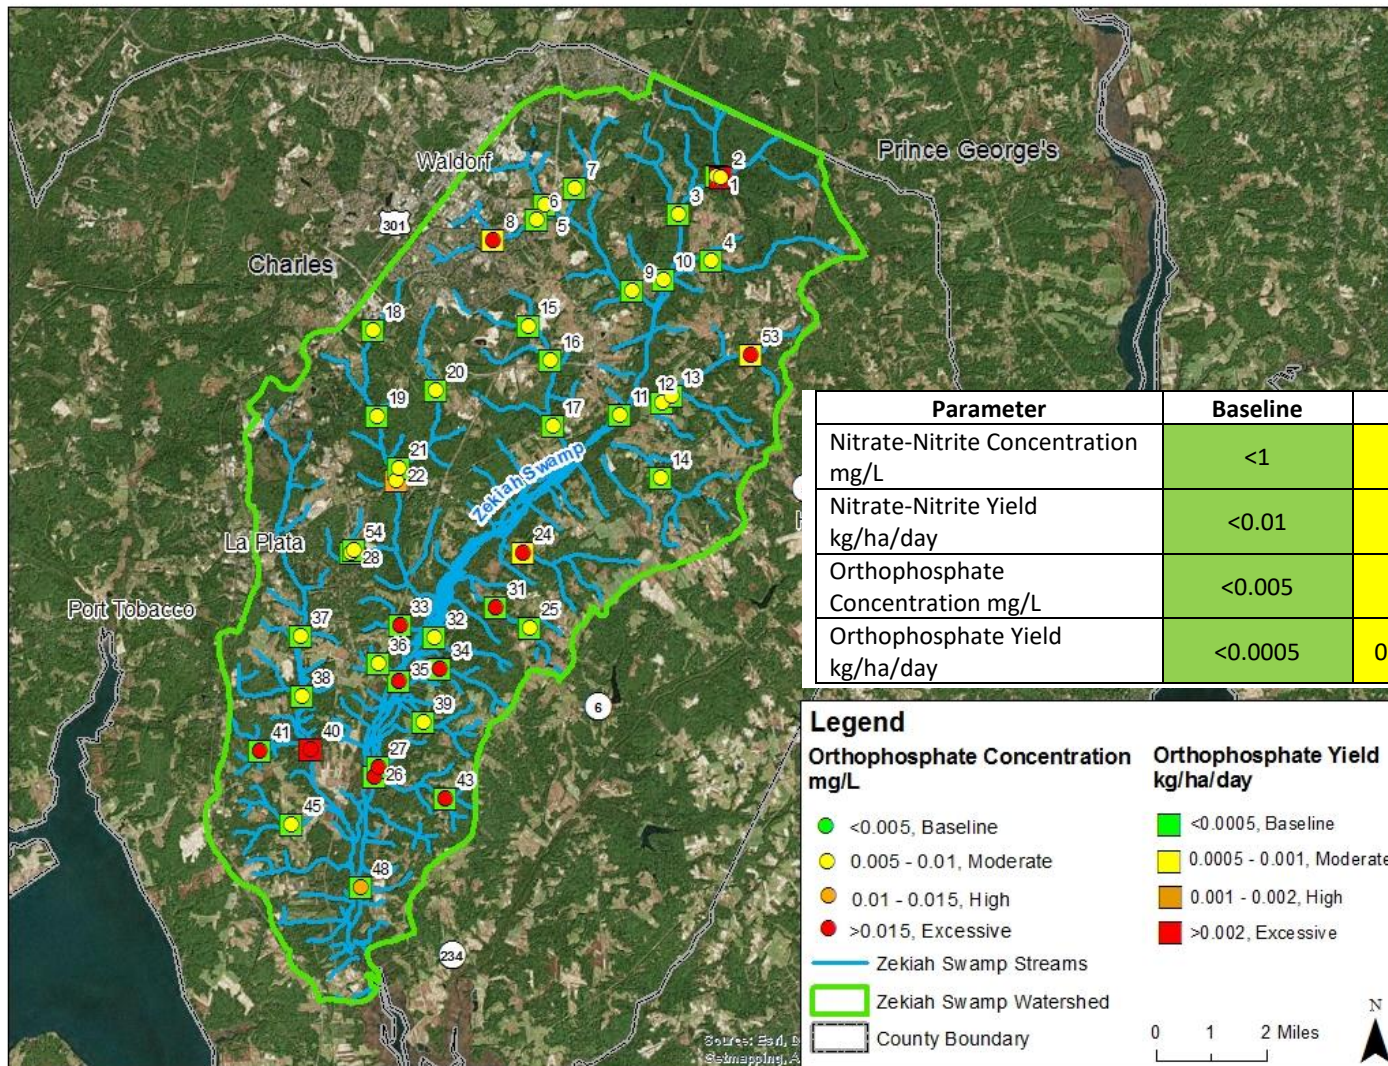 Prince George's
Waldorf
2
7
1
3
6
5
301
8
4
Charles
10
9
15
18
53
16
20
13
12
11
19
17
21
14
22
Zekiah Swamp
54
24
La Plata
28
31
Port Tobacco
33
25
37
32
36
34
35
38
6
39
41
40
27
26
43
45
48
234
Parameter Baseline
Nitrate-Nitrite Concentration
mg/L
<1
Nitrate-Nitrite Yield
kg/ha/day
<0.01
Orthophosphate
Concentration mg/L
<0.005
Orthophosphate Yield
kg/ha/day
<0.0005 0
Legend
Orthophosphate Concentration
mg/L
<0.005, Baseline
0.005 - 0.01, Moderate
0.01 - 0.015, High
>0.015, Excessive
Orthophosphate Yield
kg/ha/day
<0.0005, Baseline
0.0005 - 0.001, Moderate
0.001 - 0.002, High
>0.002, Excessive
Zekiah Swamp Streams
Zekiah Swamp Watershed
County Boundary
0 1 2 Miles
N
Source: Esri, D
Getmapping, A